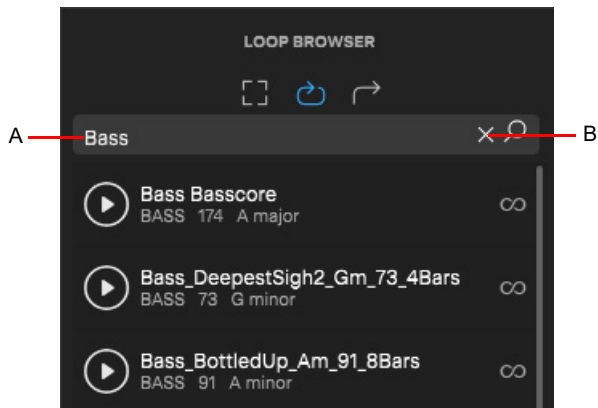 LOOP BROWSER
A
Bass
B
Bass Basscore
BASS 174 A major
Bass_DeepestSigh2_Gm_73_4Bars
BASS 73 G minor
Bass_BottledUp_Am_91_8Bars
BASS 91 A minor